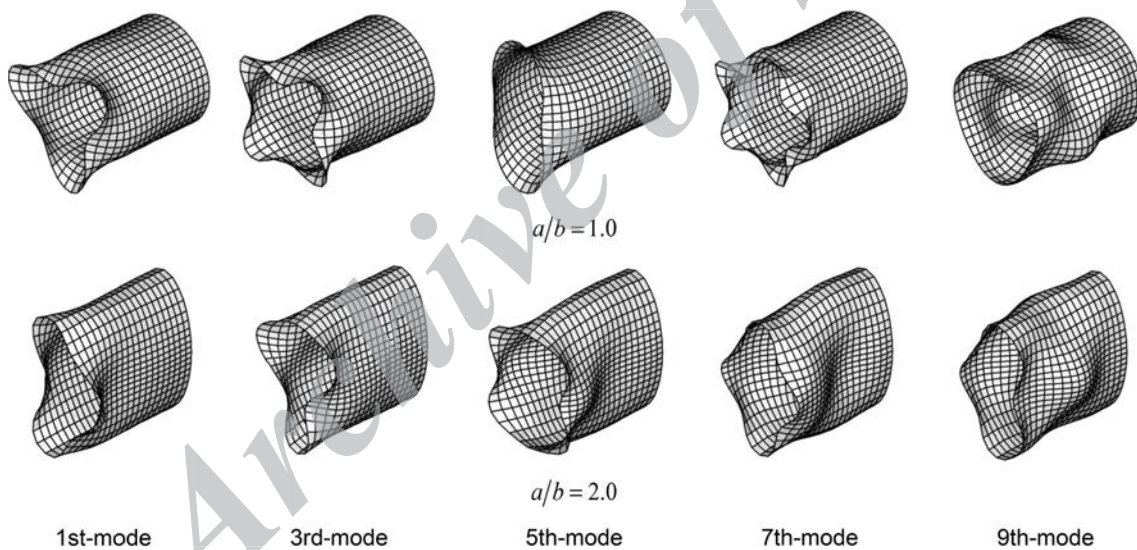 a/b = 1.0
a/b = 2.0
1st-mode 3rd-mode 5th-mode 7th-mode 9th-mode
Archive of